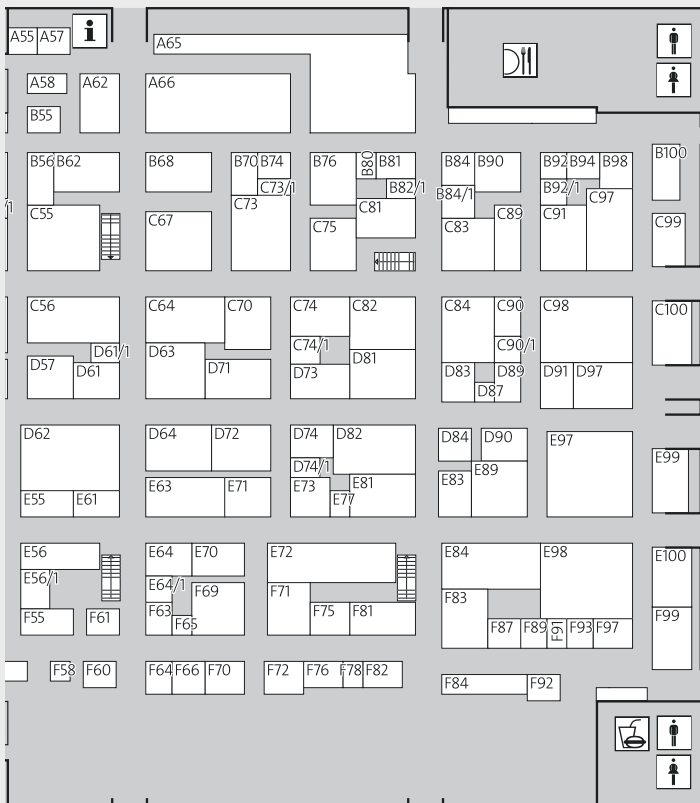 A55 A57 i A65
A58 A62 A66
B55
B56 B62 B68 B70 B74 B76 B80 B81 B84 B90 B92 B94 B98 B100
C73/1 B82/1 B84/1 B92/1
/1 C55 C67 C73 C75 C81 C83 C89 C91 C97 C99
C56 C64 C70 C74 C82 C84 C90 C98 C100
D61/1 D63 C74/1 D81 C90/1
D57 D61 D71 D73 D83 D87 D89 D91 D97
D62 D64 D72 D74 D82 D84 D90 E97
D74/1 E99
E55 E61 E63 E71 E73 E77 E81 E83 E89
E56 E64 E70 E72 E84 E98 E100
E56/1 E64/1 F69 F71 F83
F55 F61 F63 F65 F75 F81 F87 F89 F91 F93 F97 F99
F58 F60 F64 F66 F70 F72 F76 F78 F82 F84 F92